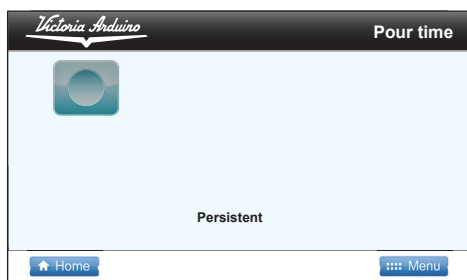 Victoria Arduino
Pour time
Persistent
Home
Menu